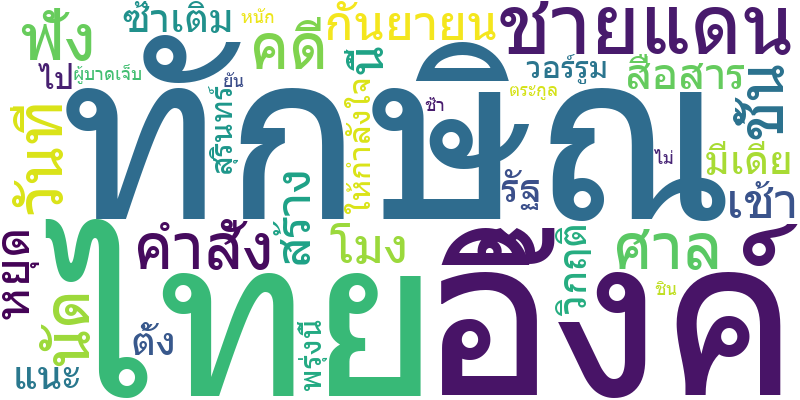 ฟัง
ซ้ำเติม
หนัก
คดี
กันยายน
ชายแดน
นี้
วอร์รูม
สื่อสาร
ไป
ผู้บาดเจ็บ
ยัน
ตระกูล
ซัน
วันที่
ทักษิณ
สุรินทร์
ให้กำลังใจ
ช้ำ
ไม่
มีเดีย
รัฐ
เช้า
สร้าง
หยุด
คำสั่ง
โมง
วิกฤติ
ศาล
ไทย
อึ๊งค์
ชิน
นัด
ตั้ง
พรุ่งนี้
แนะ